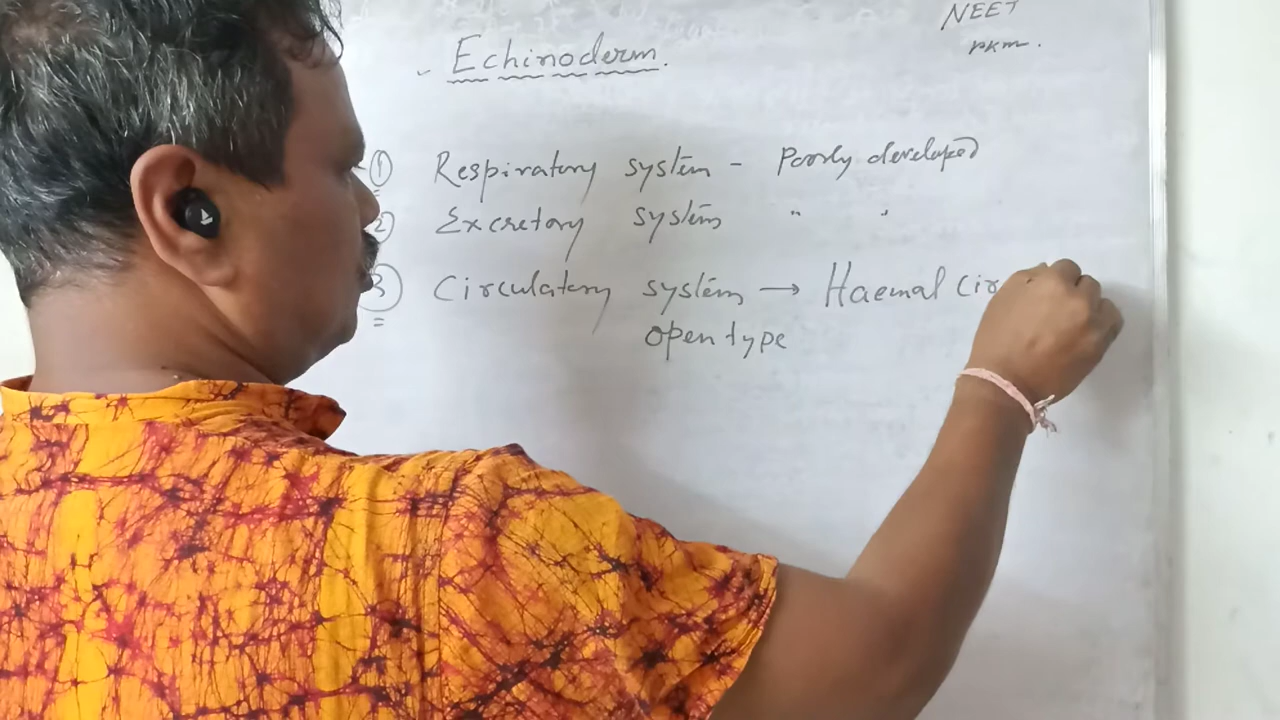 NEET
pkm.
Echinoderm.
① Respiratory system - Poorly developed
② Excretory system " "
③ Circulatory system → Haemal Cir
open type